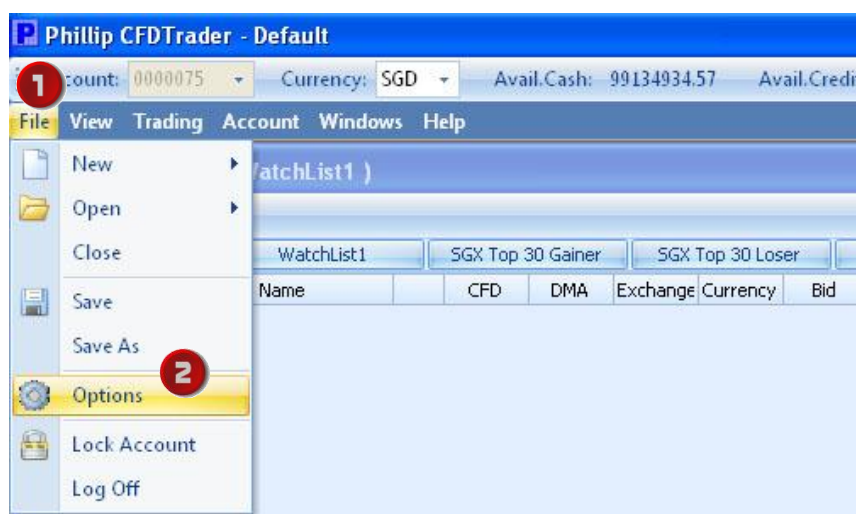 Phillip CFDTrader - Default
1
count: 0000075 Currency: SGD Avail.Cash: 99134934.57 Avail.Credi
File View Trading Account Windows Help
New
WatchList1 )
Open
Close
WatchList1 SGX Top 30 Gainer SGX Top 30 Loser
Name CFD DMA Exchange Currency Bid
Save
Save As
2
Options
Lock Account
Log Off